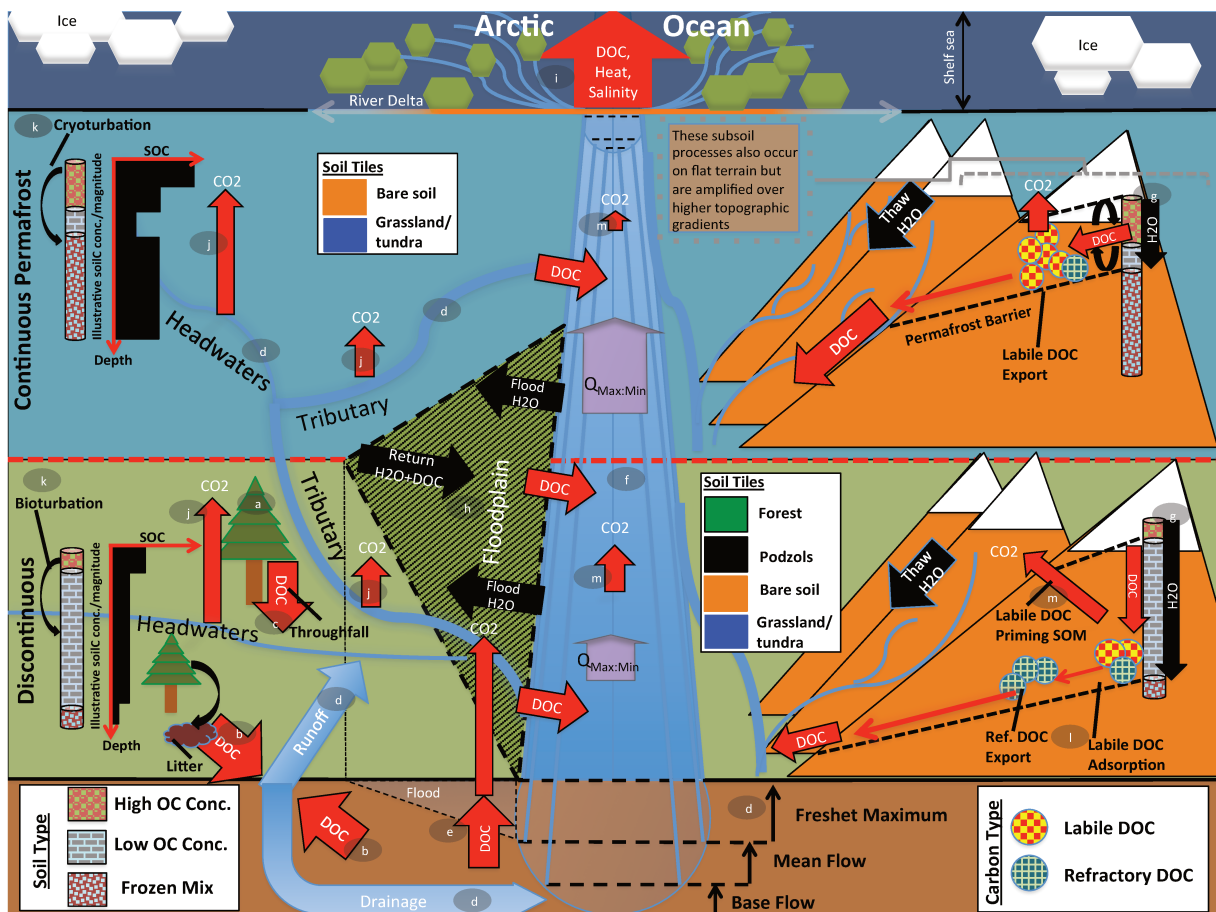 Ice
Arctic Ocean
Ice
DOC,
Heat,
Salinity
i
Shelf sea
River Delta
k
Cryoturbation
SOC
Illustrative soilC conc./magnitude
Depth
CO2
j
Continuous Permafrost
Soil Tiles
Bare soil
Grassland/
tundra
These subsoil
processes also occur
on flat terrain but
are amplified over
higher topographic
gradients
CO2
m
DOC
d
Headwaters
d
CO2
j
Tributary
Q Max:Min
Flood
H2O
Thaw
H2O
CO2
g
H2O
DOC
DOC
Permafrost Barrier
Labile DOC
Export
Return
H2O+DOC
Floodplain
h
DOC
f
k
Bioturbation
SOC
Illustrative soilC conc./magnitude
Depth
Discontinuous
CO2
j
a
DOC
c
Throughfall
Headwaters
Tributary
CO2
j
Flood
H2O
CO2
m
CO2
Q Max:Min
DOC
Litter
DOC
b
Runoff
d
Soil Tiles
Forest
Podzols
Bare soil
Grassland/
tundra
Thaw
H2O
CO2
g
H2O
DOC
m
Labile DOC
Priming SOM
DOC
Ref. DOC
Export
l
Labile DOC
Adsorption
Soil Type
High OC Conc.
Low OC Conc.
Frozen Mix
DOC
b
Flood
e
DOC
Drainage
d
d
Freshet Maximum
Mean Flow
Base Flow
Carbon Type
Labile DOC
Refractory DOC